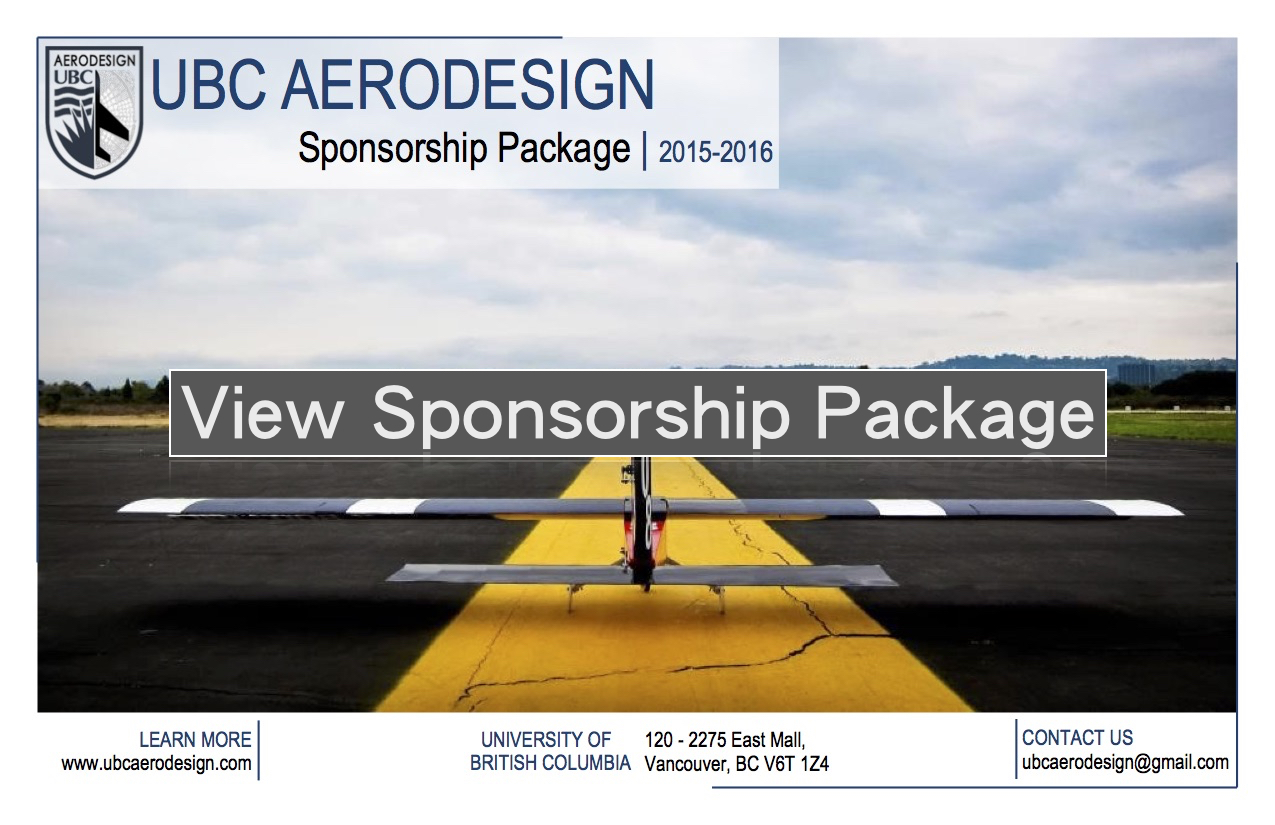 AERODESIGN
UBC
UBC AERODESIGN
Sponsorship Package | 2015-2016
View Sponsorship Package
LEARN MORE
www.ubcaerodesign.com
UNIVERSITY OF
BRITISH COLUMBIA
120 - 2275 East Mall,
Vancouver, BC V6T 1Z4
CONTACT US
ubcaerodesign@gmail.com